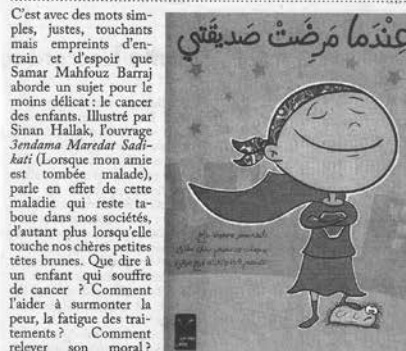 C'est avec des mots sim-
ples, justes, touchants
mais empreints d'en-
train et d'espoir que
Samar Mahfouz Barraj
aborde un sujet pour le
moins délicat : le cancer
des enfants. Illustré par
Sinan Hallak, l'ouvrage
3endama Maredat Sadi-
kati (Lorsque mon amie
est tombée malade),
parle en effet de cette
maladie qui reste ta-
boue dans nos sociétés,
d'autant plus lorsqu'elle
touche nos chères petites
têtes brunes. Que dire à
un enfant qui souffre
de cancer ? Comment
l'aider à surmonter la
peur, la fatigue des trai-
tements ? Comment
relever son moral ?
عِنْدَما مَرِضَتْ صَديقَتي